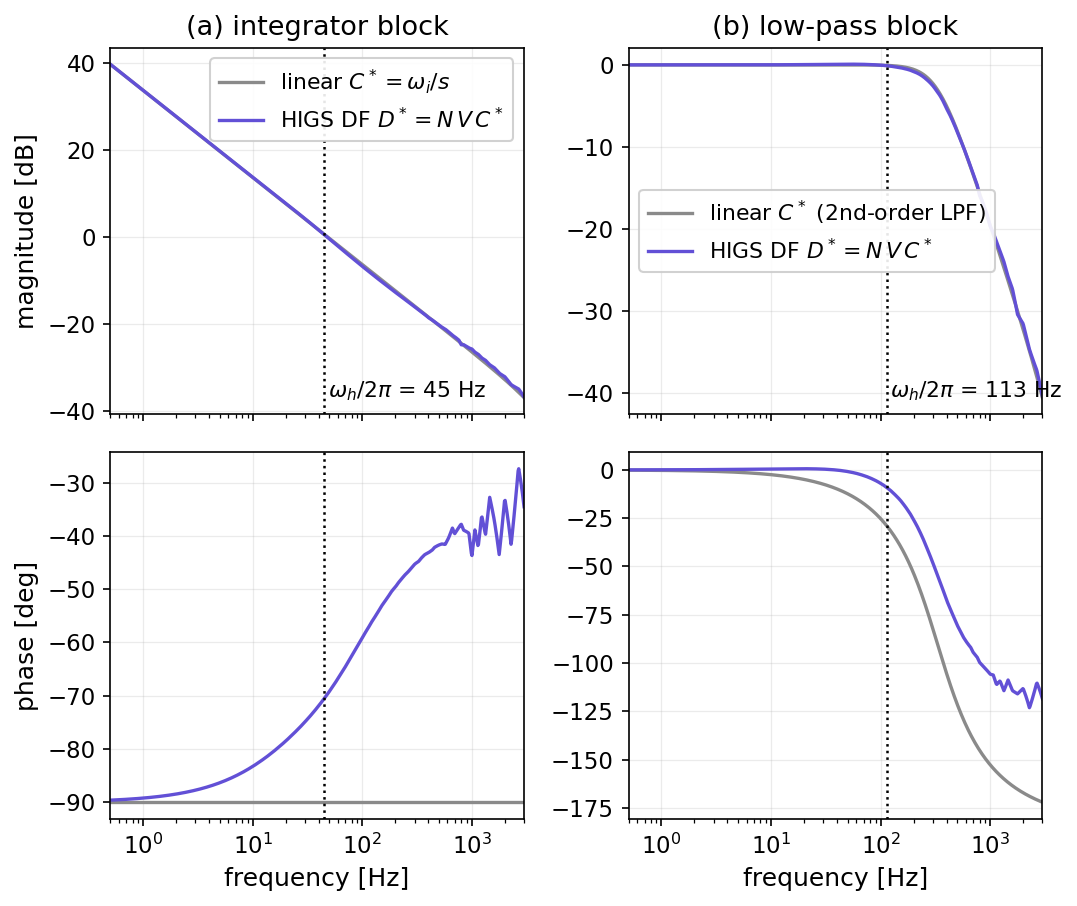 (a) integrator block
(b) low-pass block
magnitude [dB]
40
20
0
−20
−40
linear C* = ωᵢ/s
HIGS DF D* = N V C*
ωₕ/2π = 45 Hz
0
−10
−20
−30
−40
linear C* (2nd-order LPF)
HIGS DF D* = N V C*
ωₕ/2π = 113 Hz
phase [deg]
−30
−40
−50
−60
−70
−80
−90
10⁰
10¹
10²
10³
frequency [Hz]
0
−25
−50
−75
−100
−125
−150
−175
10⁰
10¹
10²
10³
frequency [Hz]